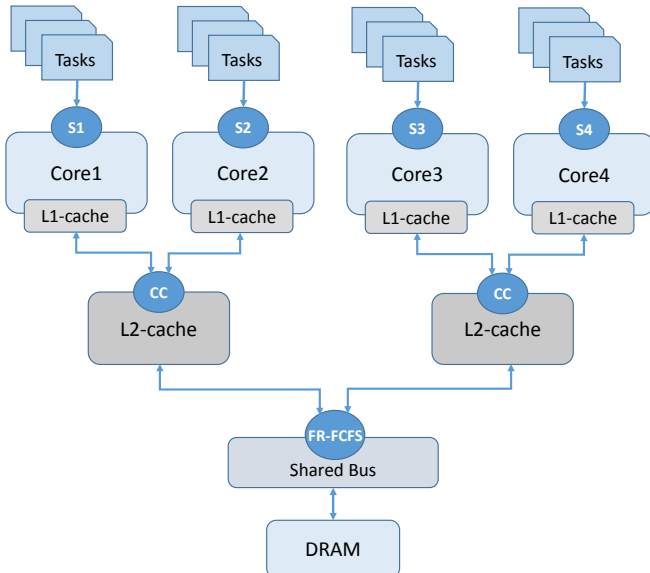 Tasks
Tasks
Tasks
Tasks
S1
S2
S3
S4
Core1
Core2
Core3
Core4
L1-cache
L1-cache
L1-cache
L1-cache
CC
CC
L2-cache
L2-cache
FR-FCFS
Shared Bus
DRAM